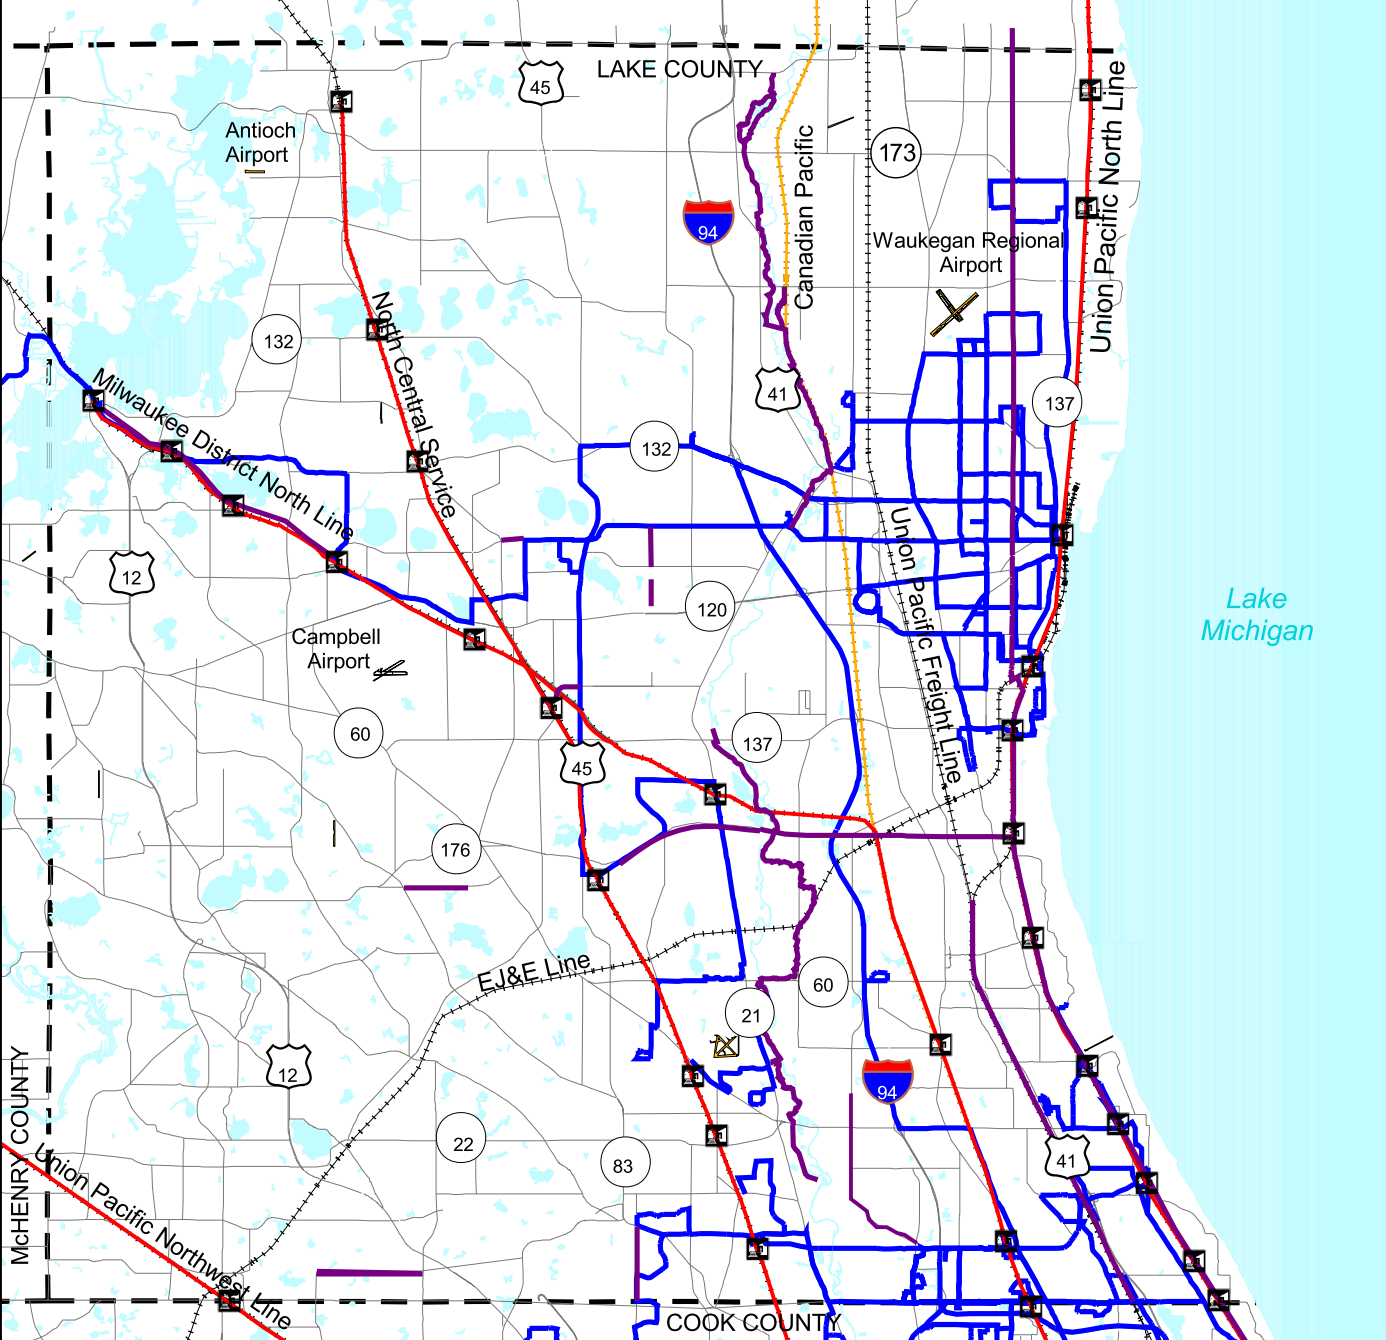 LAKE COUNTY
45
Union Pacific North Line
Antioch
Airport
Canadian Pacific
173
94
Waukegan Regional
Airport
132
North Central Service
41
137
Milwaukee District North Line
132
Union Pacific Freight Line
12
120
Lake
Michigan
Campbell
Airport
60
137
45
176
EJ&E Line
60
21
12
94
McHENRY COUNTY
22
83
41
Union Pacific Northwest Line
COOK COUNTY